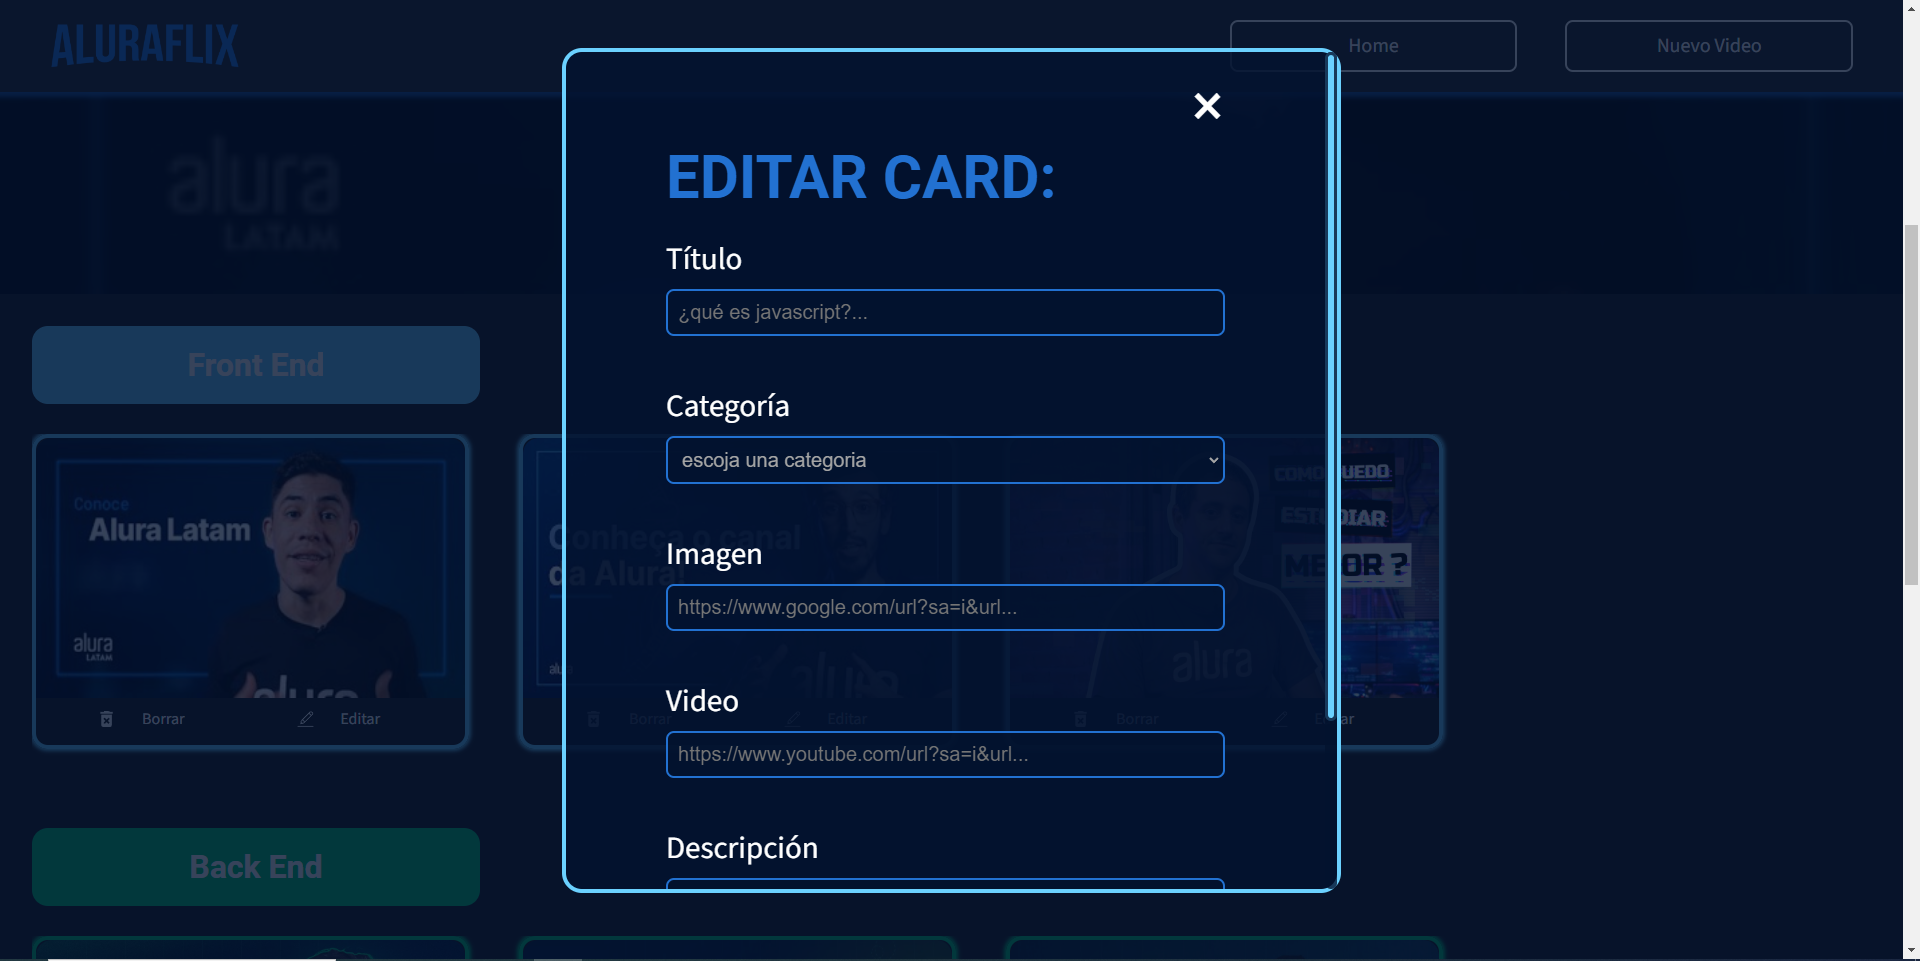 ALURAFLIX
Home
Nuevo Video
alura
LATAM
EDITAR CARD:
Título
¿qué es javascript?...
Categoría
escoja una categoria
Imagen
https://www.google.com/url?sa=i&url...
Video
https://www.youtube.com/url?sa=i&url...
Descripción
Front End
Conoce
Alura Latam
alura
LATAM
alura
Borrar
Editar
Conheça o canal
da Alura!
alura
alura
Borrar
Editar
COMO PUEDO
ESTUDIAR
MEJOR ?
alura
Borrar
Editar
Back End